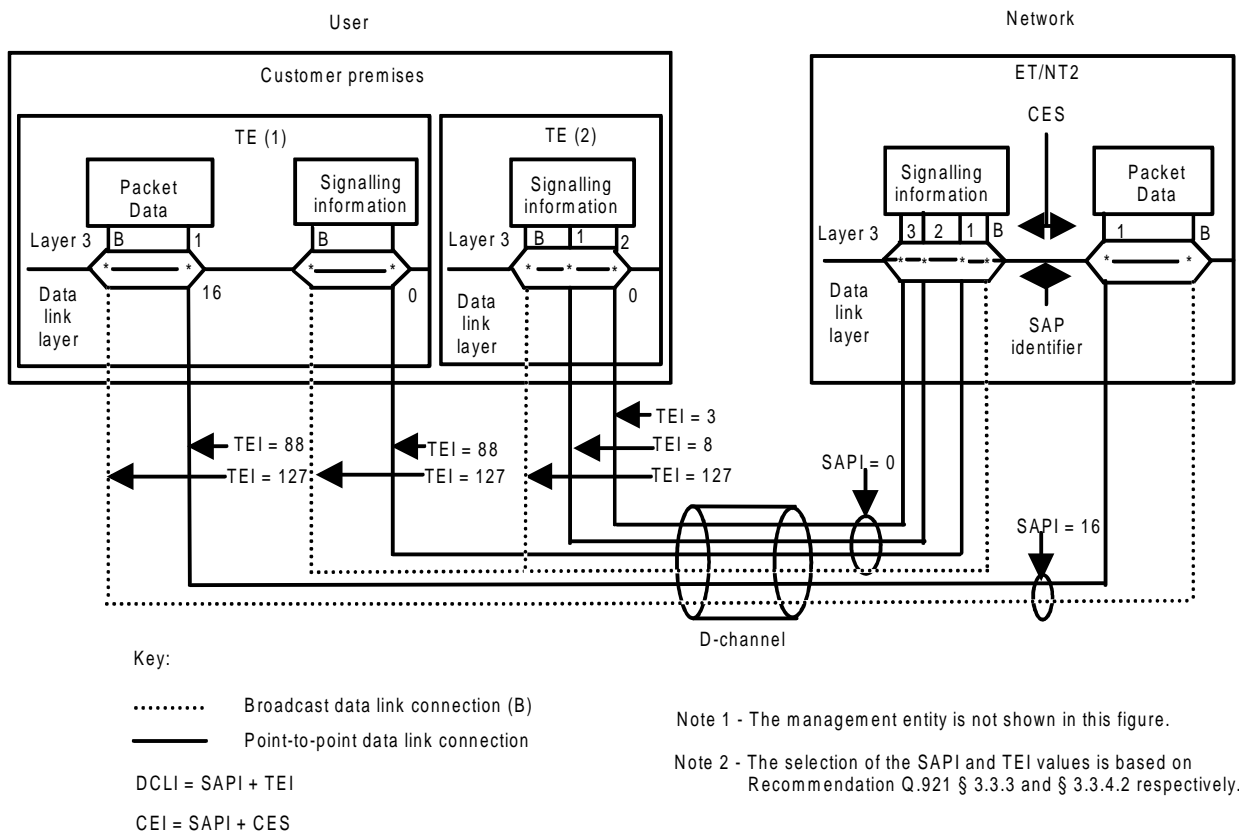 User
Network
Customer premises
ET/NT2
CES
TE (1)
TE (2)
Packet
Data
Signalling
information
Signalling
information
Signalling
information
Packet
Data
Layer 3
B
1
B
Layer 3
B
1
2
Layer 3
3
2
1
B
1
B
* *
* *
* * *
* * * *
* *
16
0
0
Data
link
layer
Data
link
layer
Data
link
layer
SAP
identifier
TEI = 88
TEI = 127
TEI = 88
TEI = 127
TEI = 3
TEI = 8
TEI = 127
SAPI = 0
SAPI = 16
D-channel
Key:
Broadcast data link connection (B)
Point-to-point data link connection
DCLI = SAPI + TEI
CEI = SAPI + CES
Note 1 - The management entity is not shown in this figure.
Note 2 - The selection of the SAPI and TEI values is based on
Recommendation Q.921 § 3.3.3 and § 3.3.4.2 respectively.